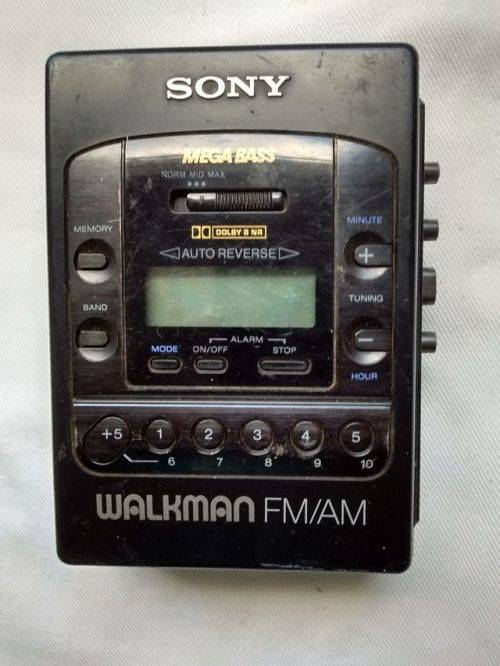 SONY
MEGA BASS
NORM MID MAX
DOLBY B NR
MEMORY
MINUTE
+
AUTO REVERSE
BAND
TUNING
−
ALARM
MODE ON/OFF STOP
HOUR
+5 1 2 3 4 5
6 7 8 9 10
WALKMAN FM/AM